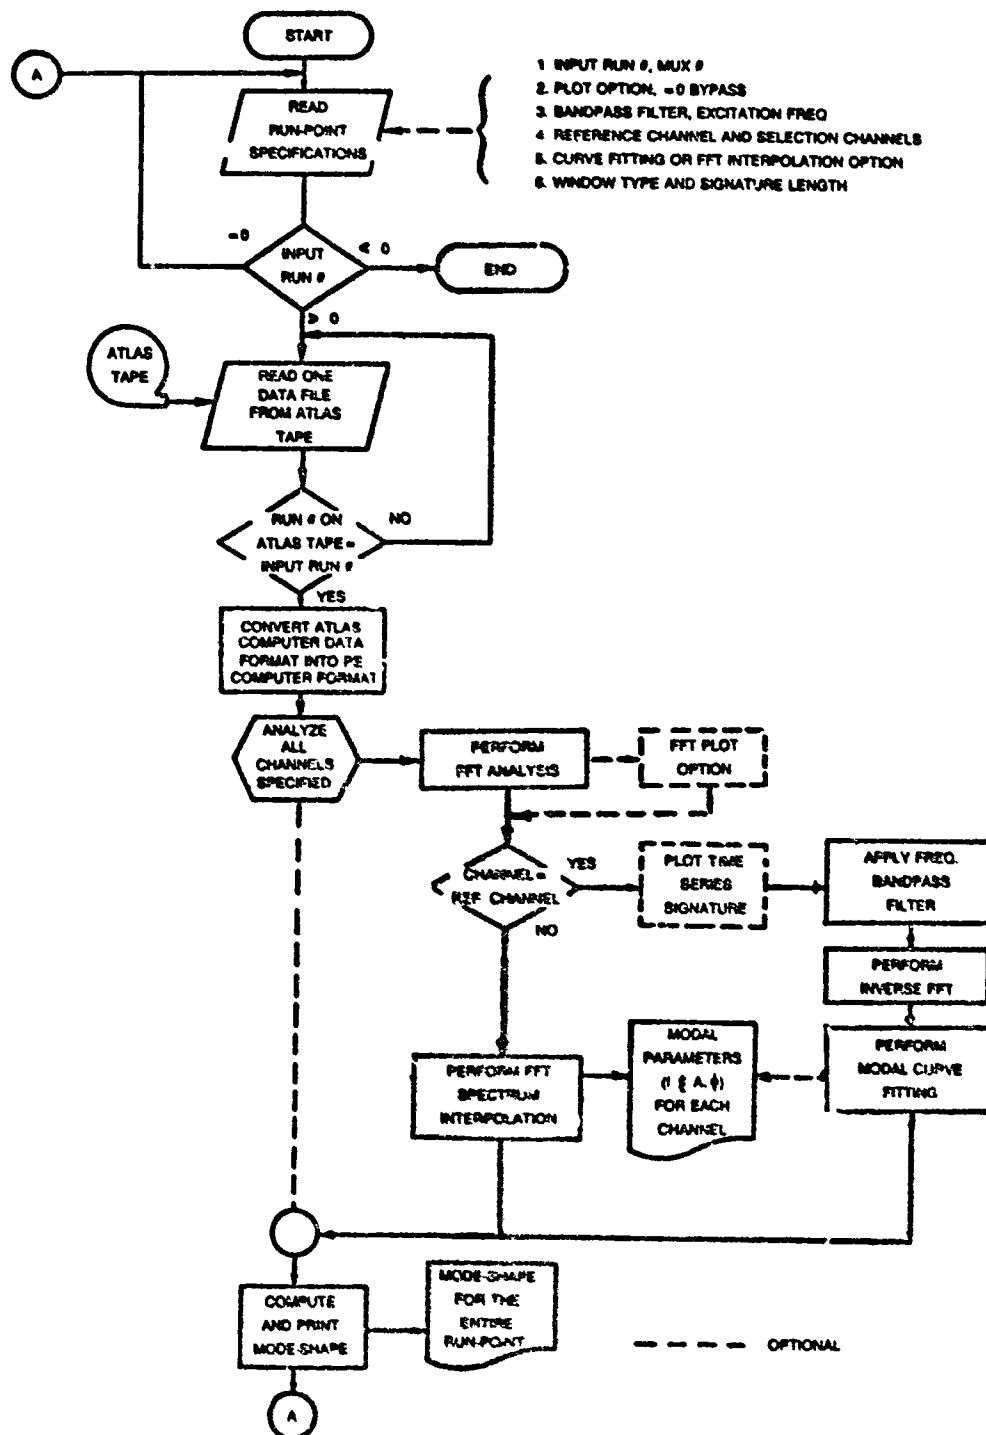 START
A
1 INPUT RUN #, MUX #
2. PLOT OPTION, =0 BYPASS
3. BANDPASS FILTER, EXCITATION FREQ
4 REFERENCE CHANNEL AND SELECTION CHANNELS
5. CURVE FITTING OR FFT INTERPOLATION OPTION
6. WINDOW TYPE AND SIGNATURE LENGTH
READ
RUN-POINT
SPECIFICATIONS
=0
< 0
INPUT
RUN #
END
> 0
ATLAS
TAPE
READ ONE
DATA FILE
FROM ATLAS
TAPE
RUN # ON
ATLAS TAPE =
INPUT RUN #
NO
YES
CONVERT ATLAS
COMPUTER DATA
FORMAT INTO PE
COMPUTER FORMAT
ANALYZE
ALL
CHANNELS
SPECIFIED
PERFORM
FFT ANALYSIS
FFT PLOT
OPTION
CHANNEL =
REF CHANNEL
YES
NO
PLOT TIME
SERIES
SIGNATURE
APPLY FREQ.
BANDPASS
FILTER
PERFORM
INVERSE FFT
PERFORM
MODAL CURVE
FITTING
MODAL
PARAMETERS
(f ξ A, ϕ)
FOR EACH
CHANNEL
PERFORM FFT
SPECTRUM
INTERPOLATION
COMPUTE
AND PRINT
MODE-SHAPE
MODE-SHAPE
FOR THE
ENTIRE
RUN-POINT
OPTIONAL
A